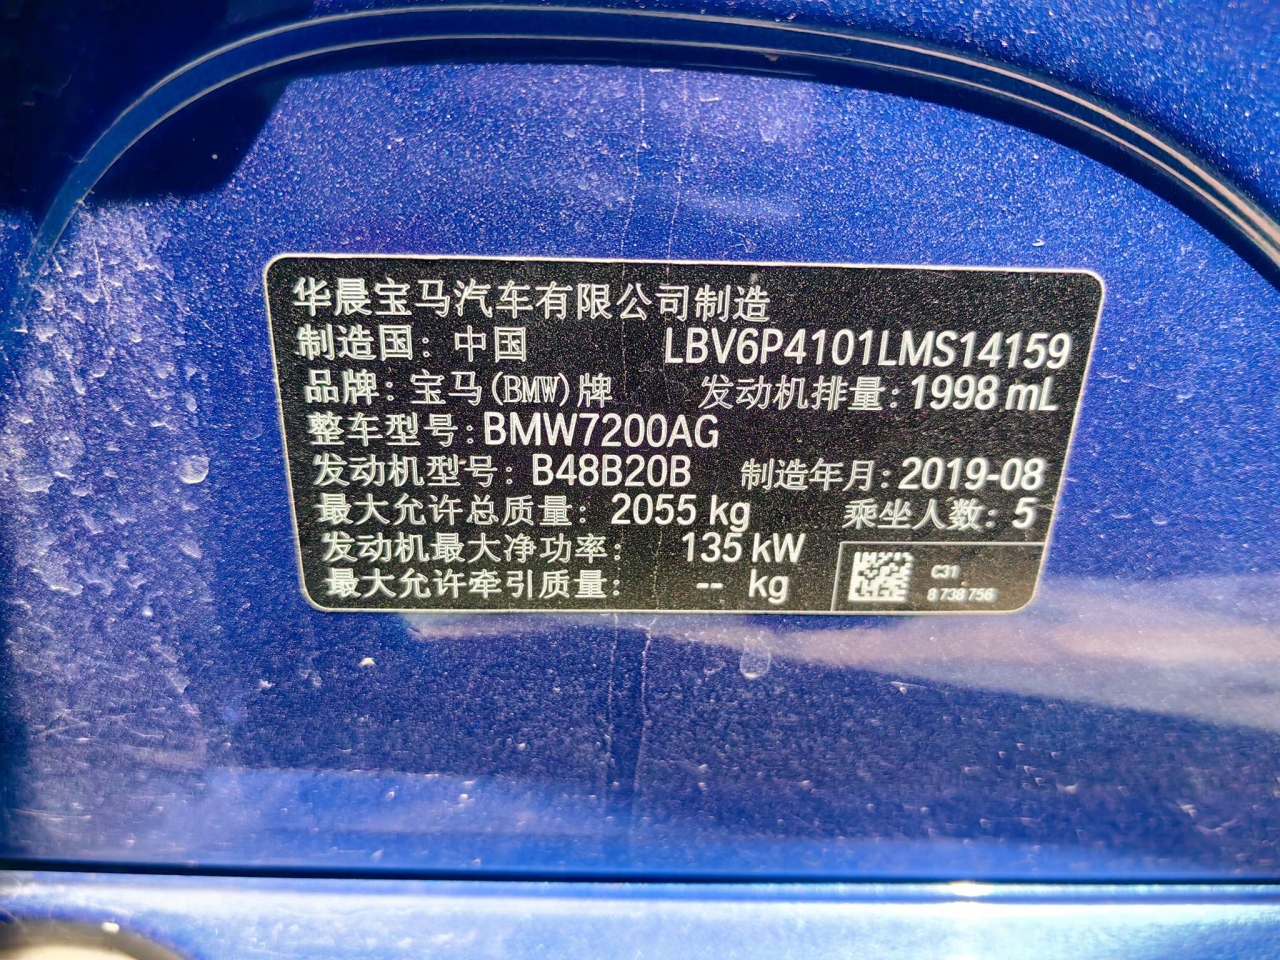 华晨宝马汽车有限公司制造
制造国：中国 LBV6P4101LMS14159
品牌：宝马(BMW)牌 发动机排量：1998 mL
整车型号：BMW7200AG
发动机型号：B48B20B 制造年月：2019-08
最大允许总质量：2055 kg 乘坐人数：5
发动机最大净功率： 135 kW
最大允许牵引质量： -- kg
C31
8 738 756